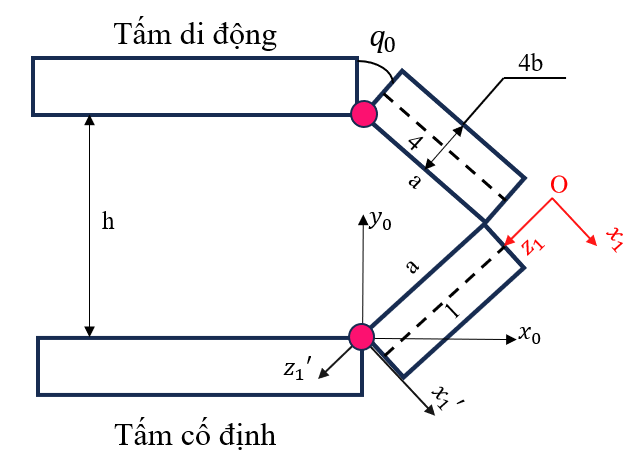 Tấm di động
q₀
4b
4
a
h
y₀
a
O
z₁
x₁
1
x₀
z₁′
x₁′
Tấm cố định